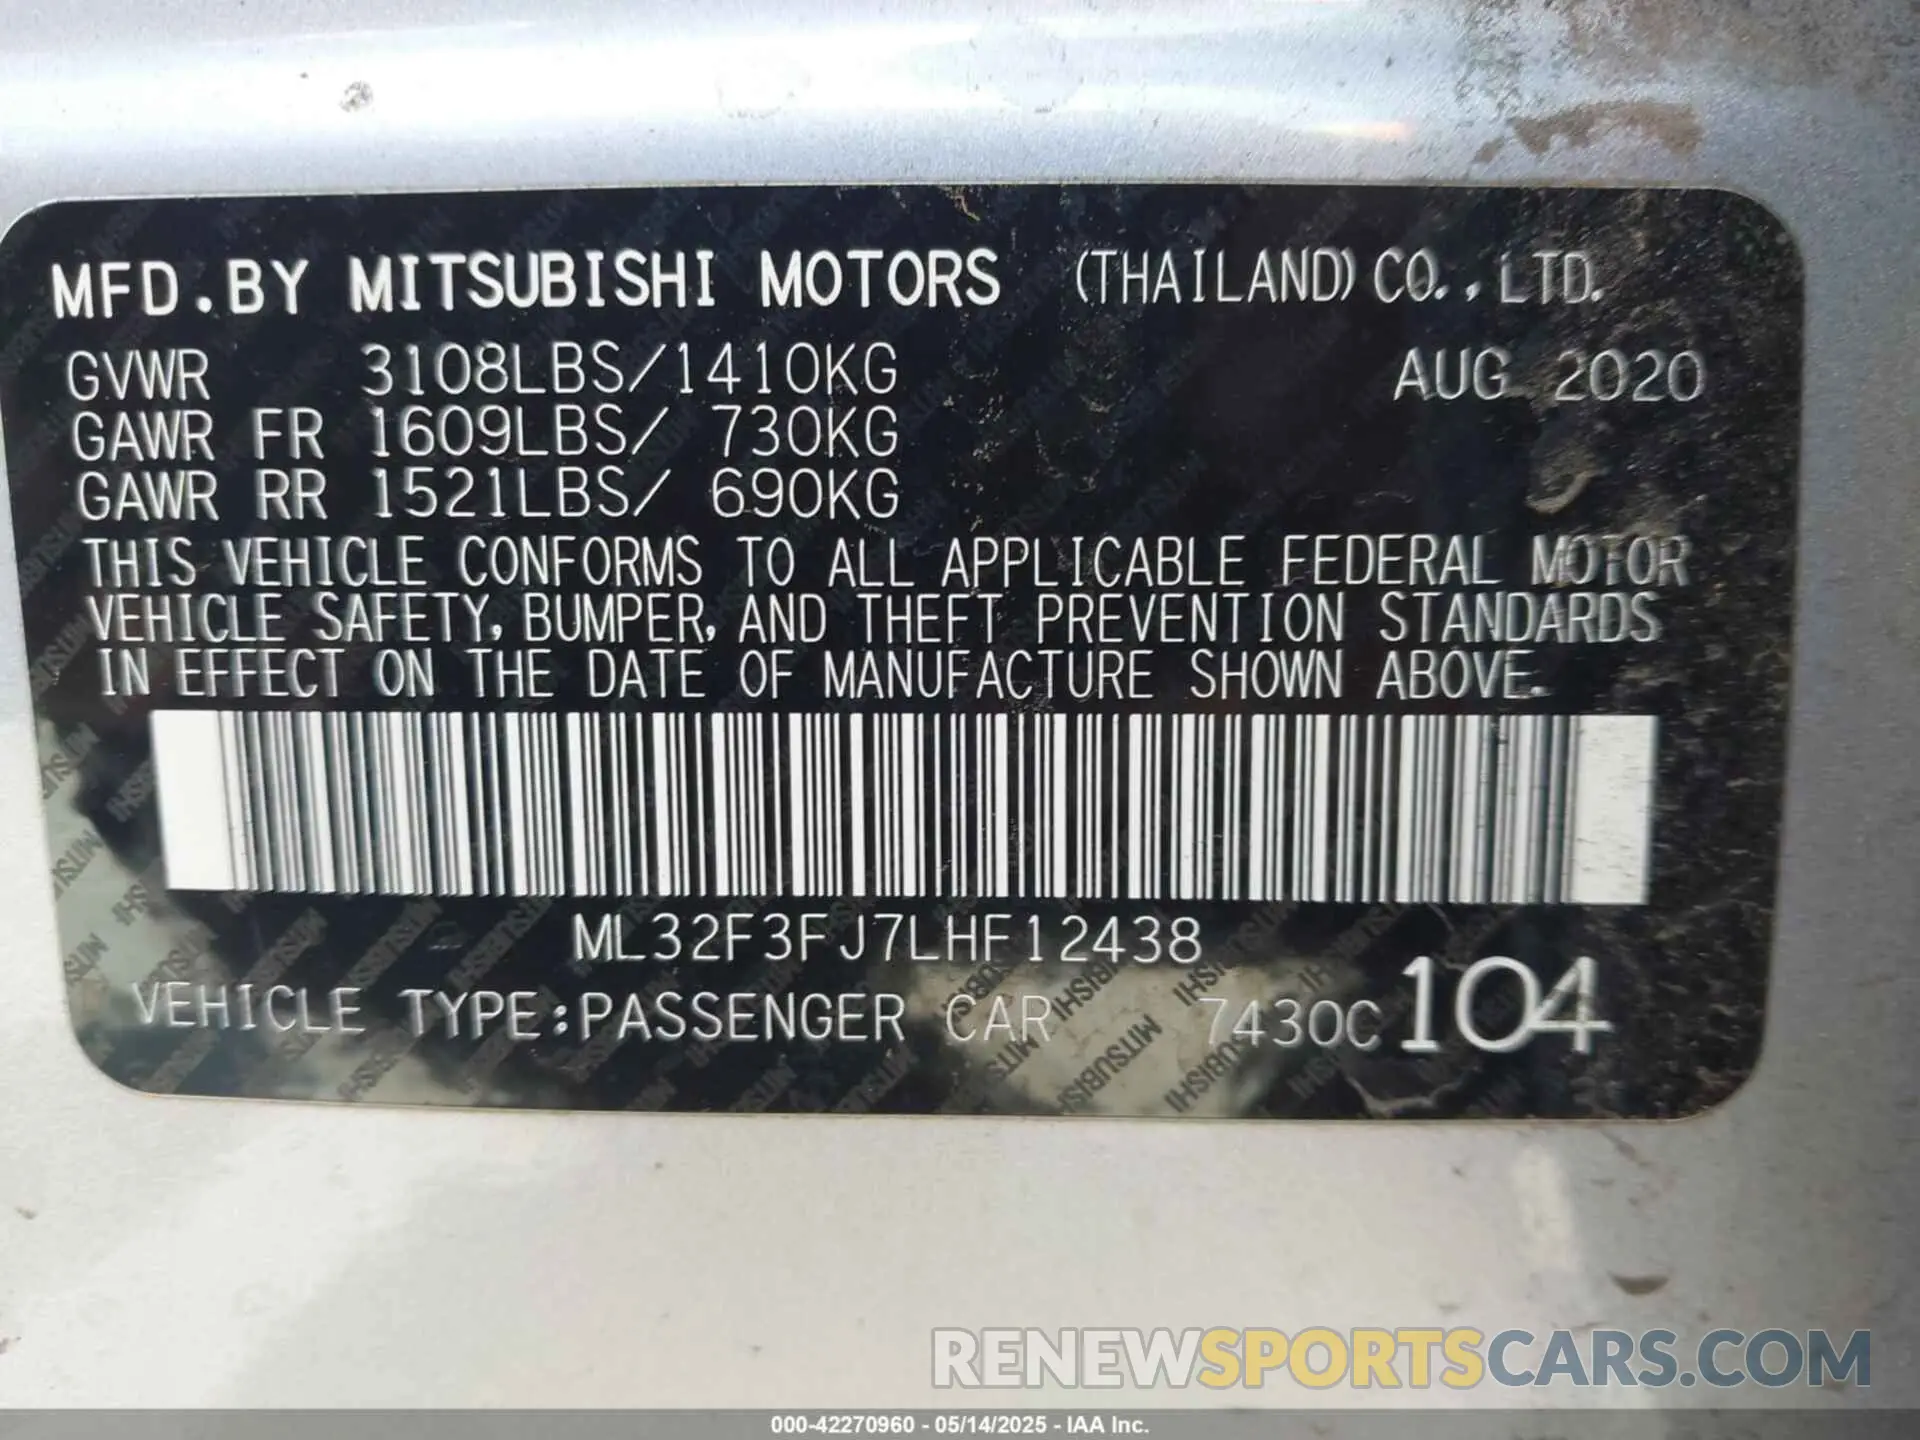 MFD.BY MITSUBISHI MOTORS (THAILAND) CO.,LTD.
GVWR 3108LBS/1410KG AUG 2020
GAWR FR 1609LBS/ 730KG
GAWR RR 1521LBS/ 690KG
THIS VEHICLE CONFORMS TO ALL APPLICABLE FEDERAL MOTOR
VEHICLE SAFETY, BUMPER, AND THEFT PREVENTION STANDARDS
IN EFFECT ON THE DATE OF MANUFACTURE SHOWN ABOVE.
ML32F3FJ7LHF12438
VEHICLE TYPE:PASSENGER CAR 7430C 104
RENEWSPORTSCARS.COM
000-42270960 - 05/14/2025 - IAA Inc.